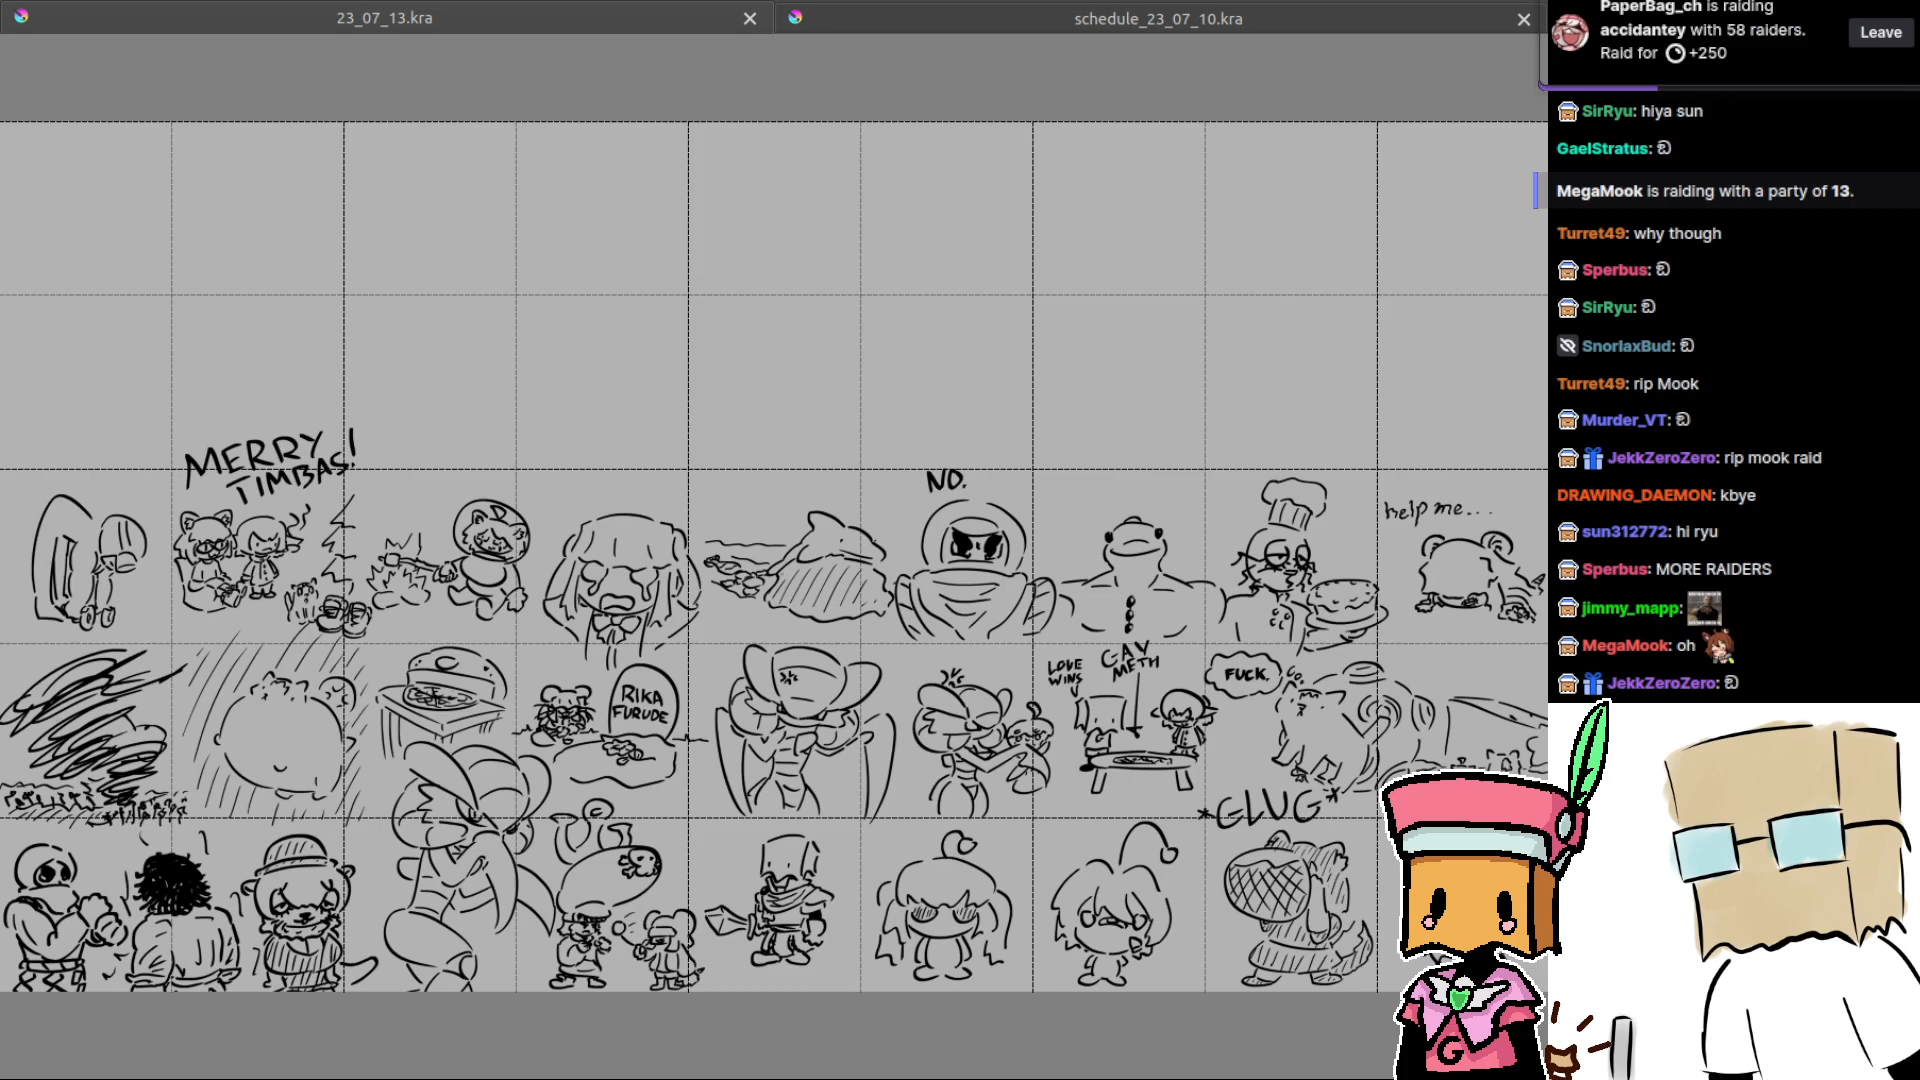 23_07_13.kra
schedule_23_07_10.kra
PaperBag_ch is raiding
accidantey with 58 raiders.
Raid for +250
Leave
SirRyu: hiya sun
GaelStratus: ඞ
MegaMook is raiding with a party of 13.
Turret49: why though
Sperbus: ඞ
SirRyu: ඞ
SnorlaxBud: ඞ
Turret49: rip Mook
Murder_VT: ඞ
JekkZeroZero: rip mook raid
DRAWING_DAEMON: kbye
sun312772: hi ryu
Sperbus: MORE RAIDERS
jimmy_mapp:
MegaMook: oh
JekkZeroZero: ඞ
MERRY
TIMBAS!
NO.
help me...
RIKA
FURUDE
LOVE
WINS
GAY
METH
FUCK.
*GLUG*
G